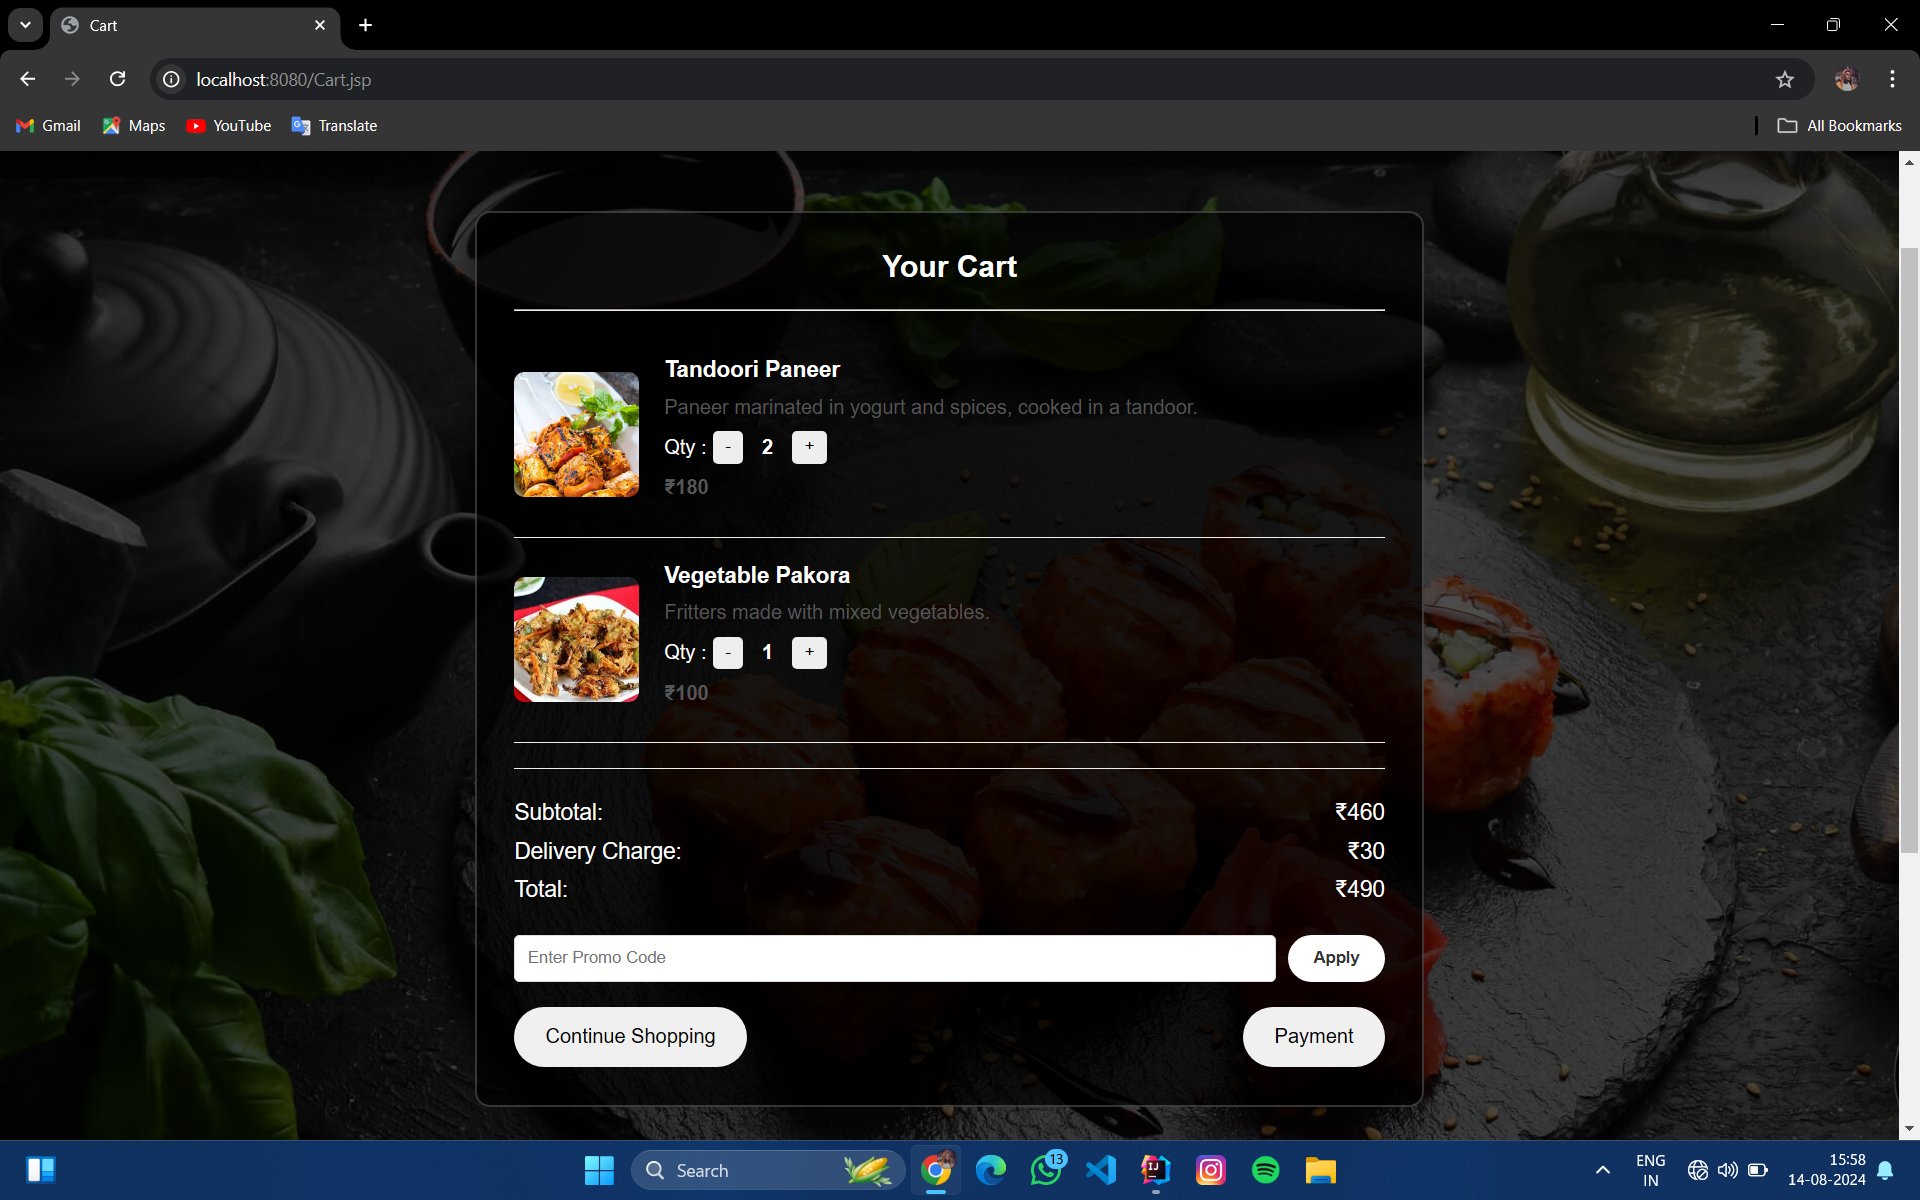 Cart
localhost:8080/Cart.jsp
Gmail
Maps
YouTube
Translate
All Bookmarks
Your Cart
Tandoori Paneer
Paneer marinated in yogurt and spices, cooked in a tandoor.
Qty : - 2 +
₹180
Vegetable Pakora
Fritters made with mixed vegetables.
Qty : - 1 +
₹100
Subtotal: ₹460
Delivery Charge: ₹30
Total: ₹490
Enter Promo Code
Apply
Continue Shopping
Payment
Search
13
IJ
ENG
IN
15:58
14-08-2024